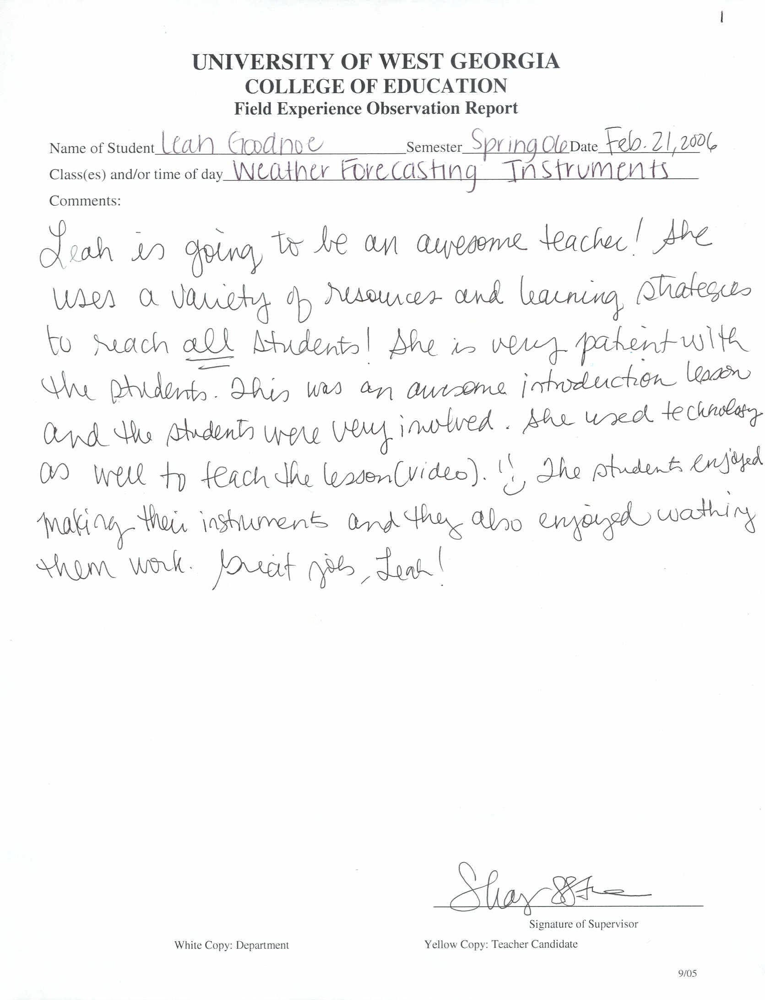 1
UNIVERSITY OF WEST GEORGIA
COLLEGE OF EDUCATION
Field Experience Observation Report
Name of Student Leah Goodnoe Semester Spring 06 Date Feb. 21, 2006
Class(es) and/or time of day Weather Forecasting Instruments
Comments:
Leah is going to be an awesome teacher! She
uses a variety of resources and learning strategies
to reach all students! She is very patient with
the students. This was an awesome introduction lesson
and the students were very involved. She used technology
as well to teach the lesson (video). !! The students enjoyed
making their instruments and they also enjoyed wathing
them work. Great job, Leah!
Signature of Supervisor
White Copy: Department Yellow Copy: Teacher Candidate
9/05